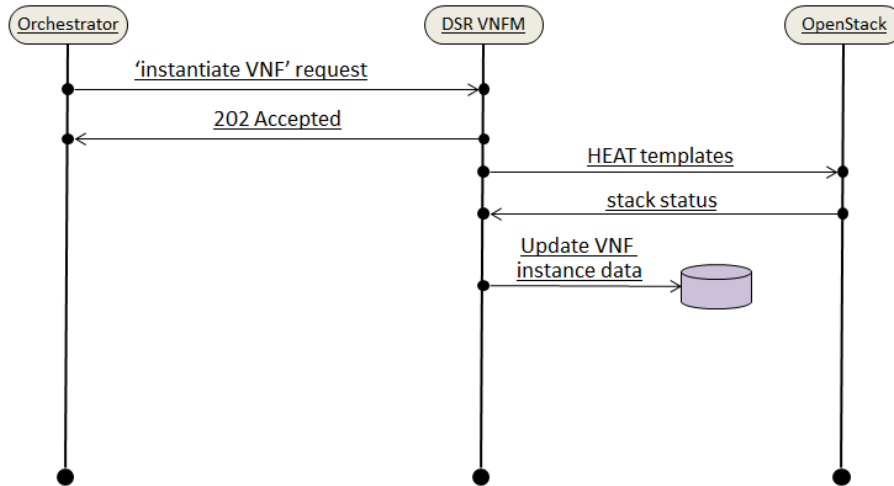 Orchestrator
DSR VNFM
OpenStack
‘instantiate VNF’ request
202 Accepted
HEAT templates
stack status
Update VNF
instance data